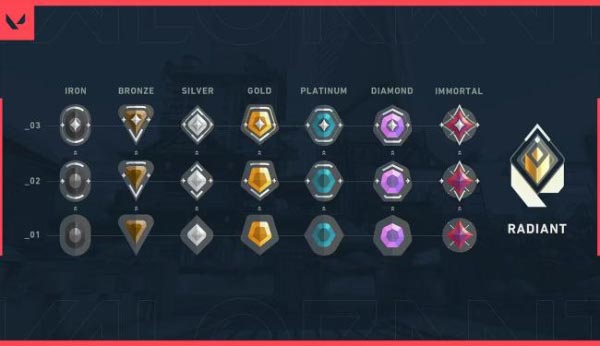 IRON BRONZE SILVER GOLD PLATINUM DIAMOND IMMORTAL
_03
_02
_01
RADIANT